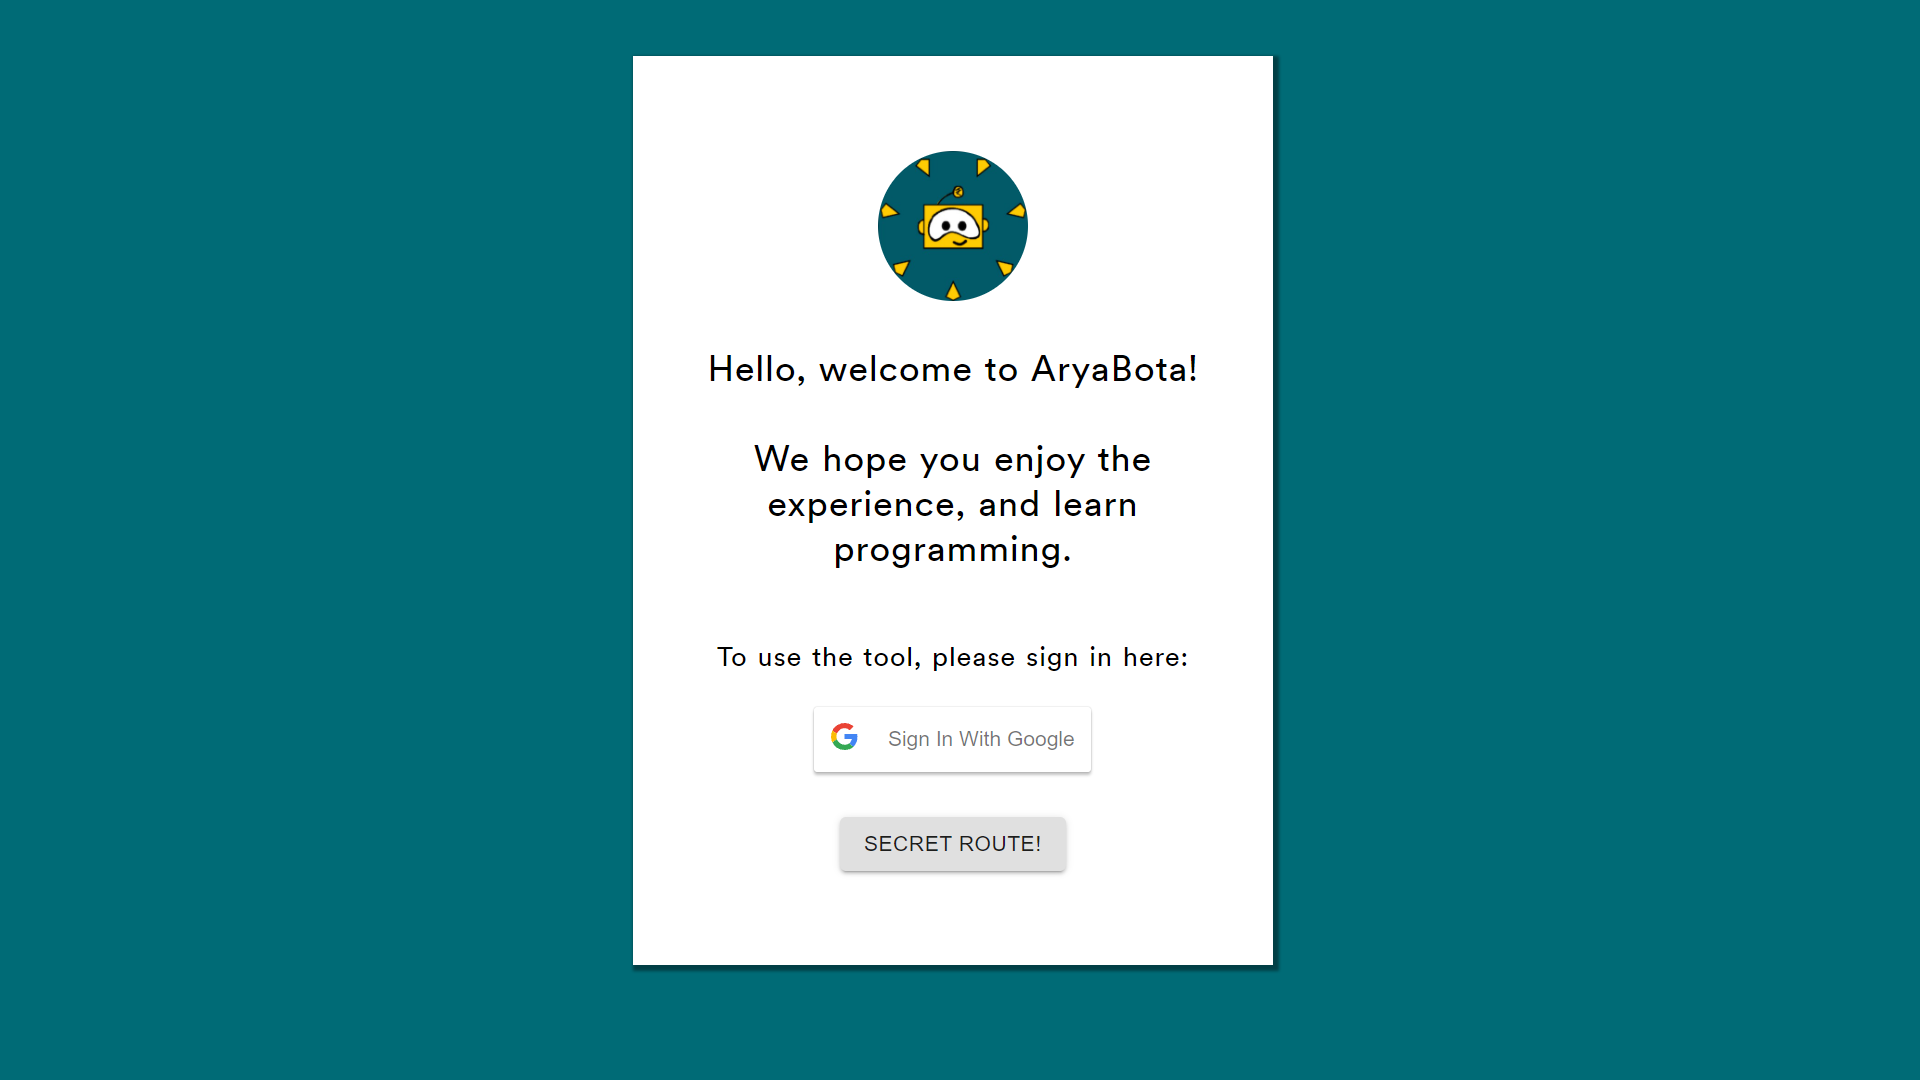 Hello, welcome to AryaBota!
We hope you enjoy the
experience, and learn
programming.
To use the tool, please sign in here:
Sign In With Google
SECRET ROUTE!